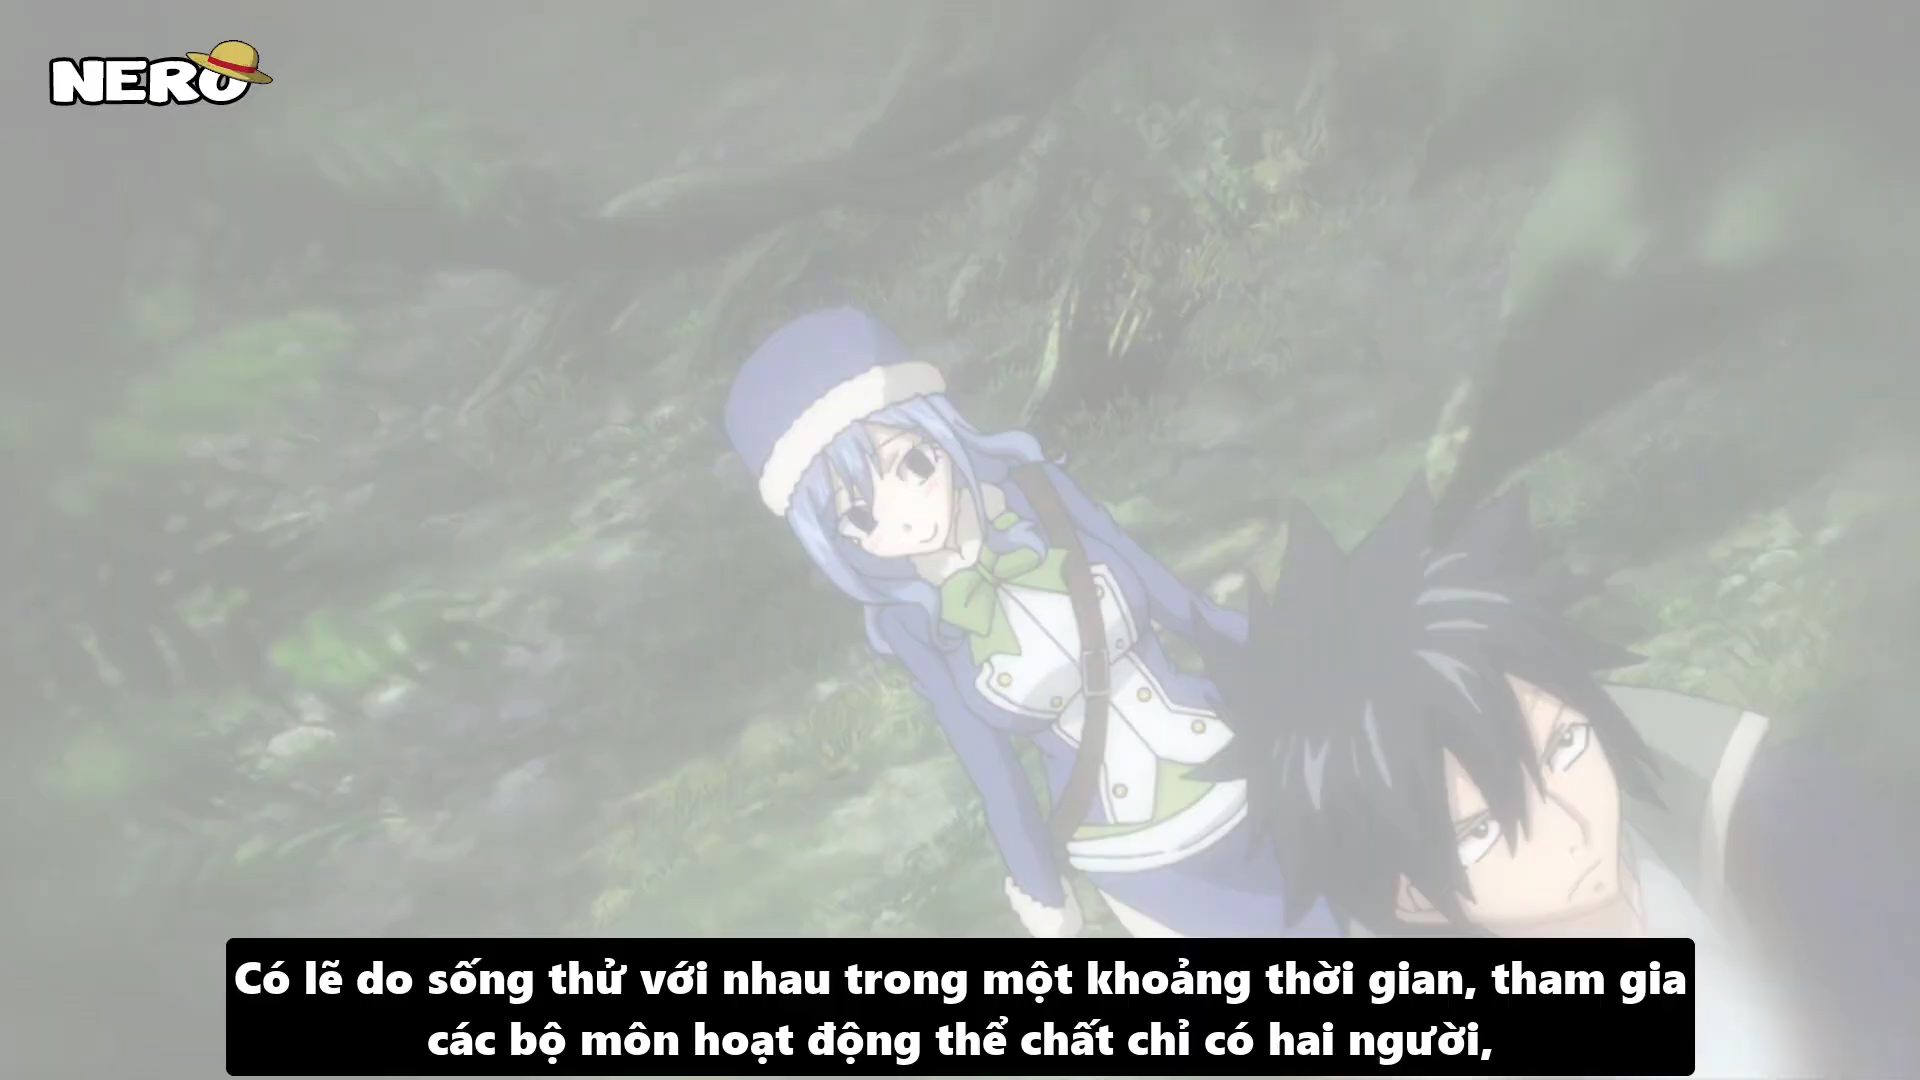 NERO
Có lẽ do sống thử với nhau trong một khoảng thời gian, tham gia
các bộ môn hoạt động thể chất chỉ có hai người,